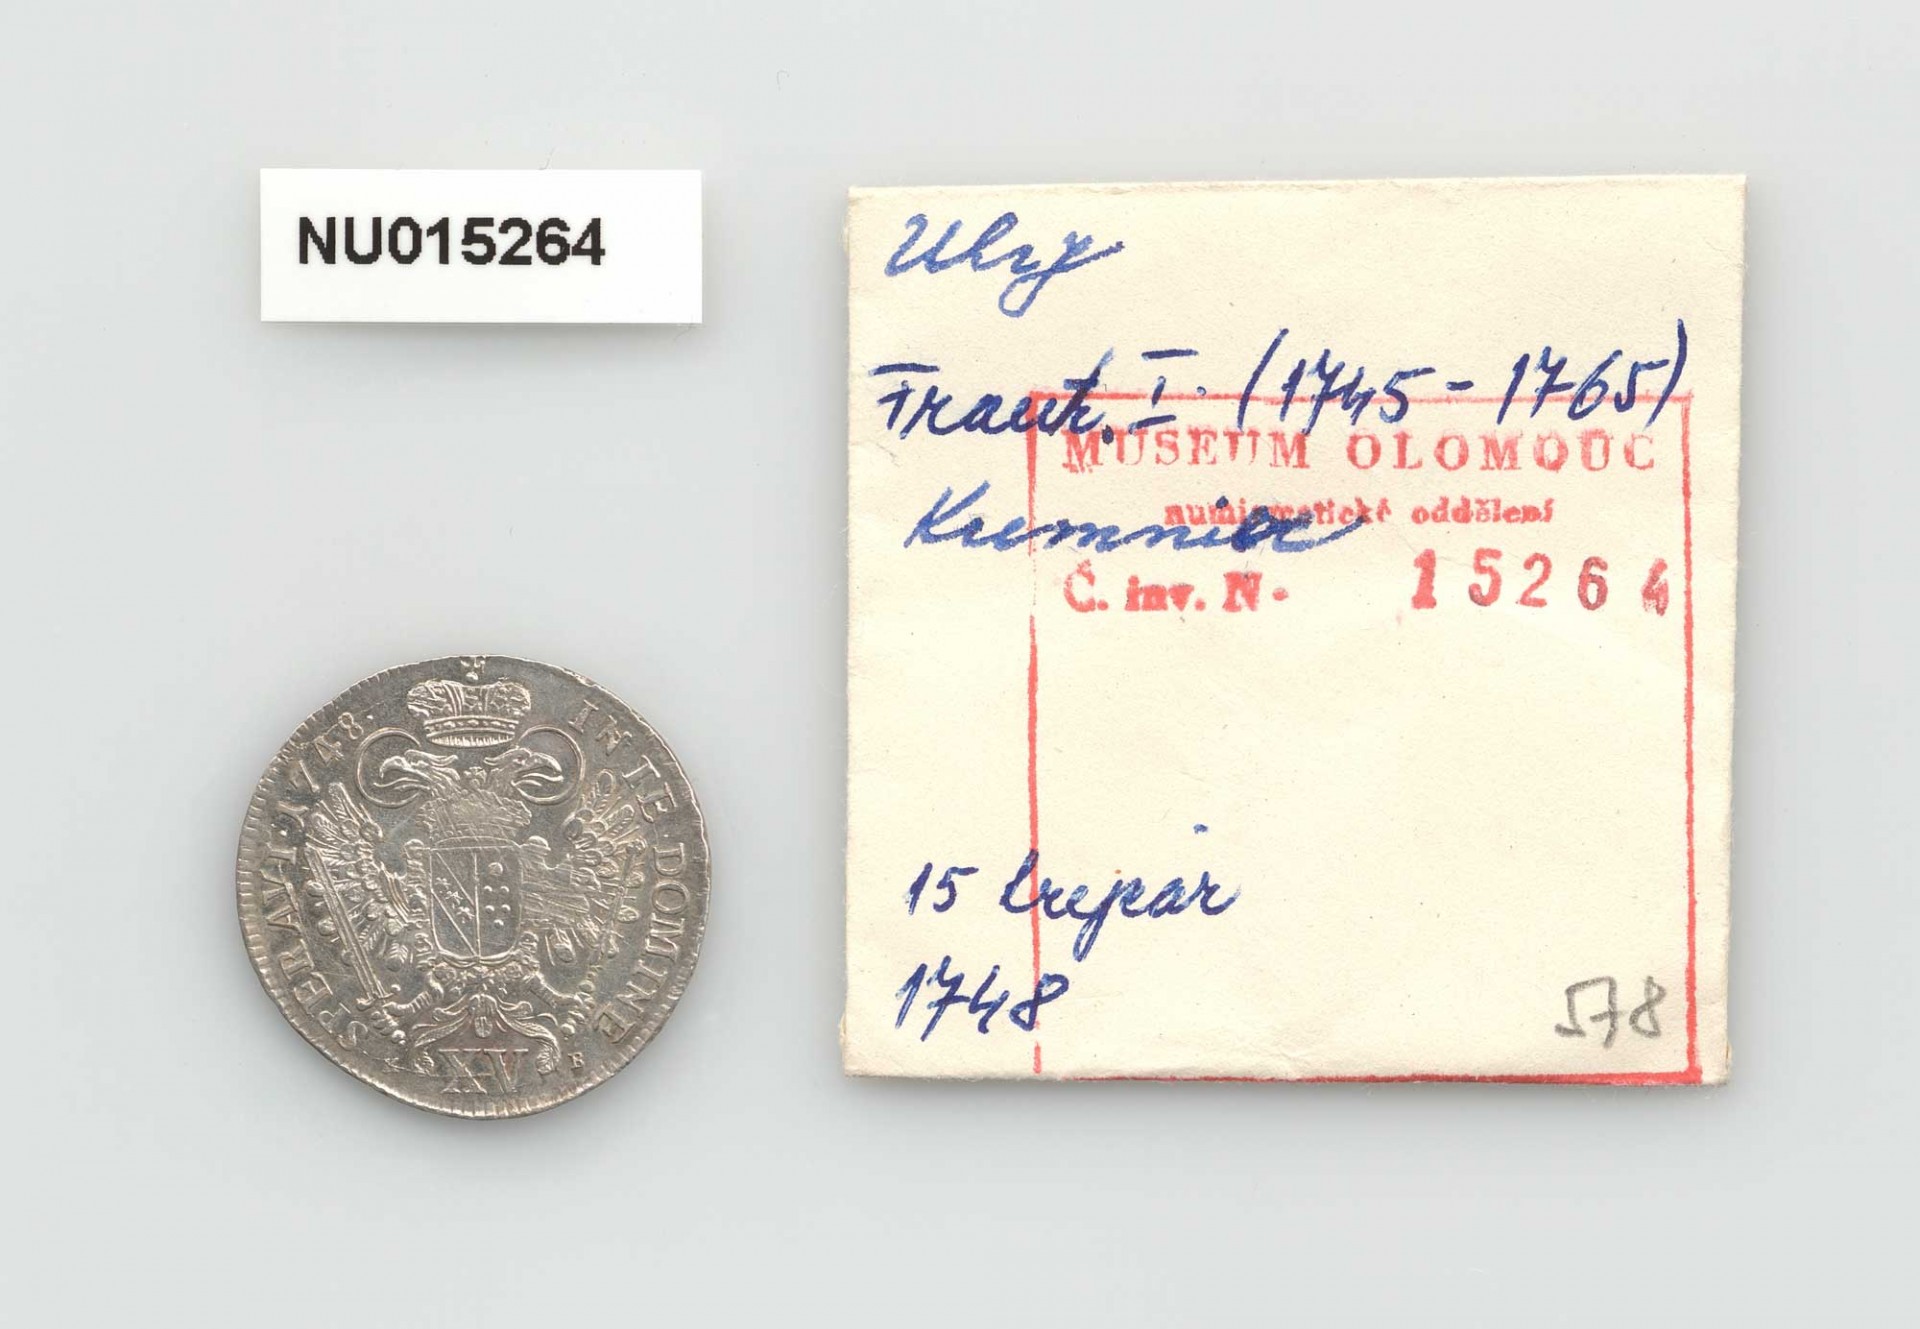 NU015264
Uhry
Frant. I. (1745-1765)
MUSEUM OLOMOUC
numismatické oddělení
Kremnica
Č. inv. N. 15264
15 krejcar
1748
578
IN TE DOMINE SPERAVI · 1748 ·
K B
XV